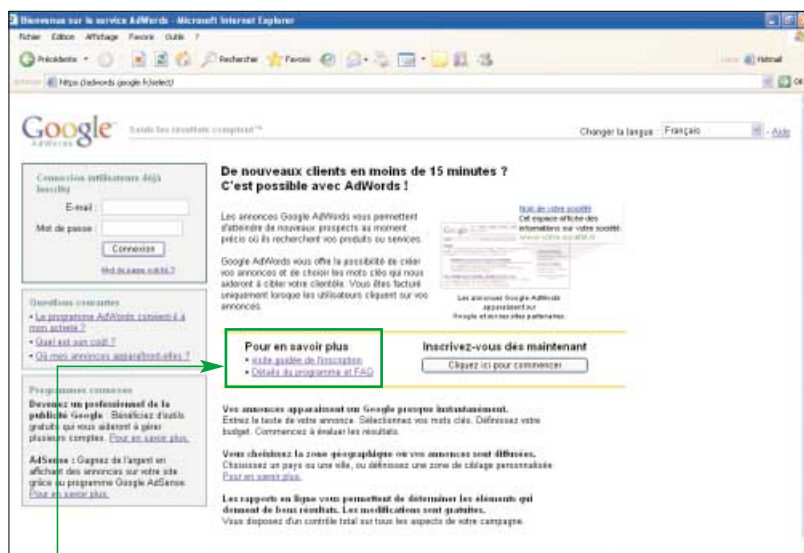 Bienvenue sur le service AdWords - Microsoft Internet Explorer
Fichier Edition Affichage Favoris Outils ?
Précédente Rechercher Favoris Hotmail
https://adwords.google.fr/select/ OK
Google
AdWords
Seuls les résultats comptent™
Changer la langue : Français - Aide
Connexion (utilisateurs déjà
inscrits)
E-mail :
Mot de passe :
Connexion
Mot de passe oublié ?
Questions courantes
• Le programme AdWords convient-il à
mon activité ?
• Quel est son coût ?
• Où mes annonces apparaîtront-elles ?
Programmes connexes
Devenez un professionnel de la
publicité Google : Bénéficiez d'outils
gratuits qui vous aideront à gérer
plusieurs comptes. Pour en savoir plus.
AdSense : Gagnez de l'argent en
affichant des annonces sur votre site
grâce au programme Google AdSense.
Pour en savoir plus.
De nouveaux clients en moins de 15 minutes ?
C'est possible avec AdWords !
Les annonces Google AdWords vous permettent
d'atteindre de nouveaux prospects au moment
précis où ils recherchent vos produits ou services.
Google AdWords vous offre la possibilité de créer
vos annonces et de choisir les mots clés qui nous
aideront à cibler votre clientèle. Vous êtes facturé
uniquement lorsque les utilisateurs cliquent sur vos
annonces.
Nom de votre société
Cet espace affiche des
informations sur votre société
www.votre-société.fr
Les annonces Google AdWords
apparaissent sur
Google et sur ses sites partenaires.
Pour en savoir plus
• visite guidée de l'inscription
• Détails du programme et FAQ
Inscrivez-vous dès maintenant
Cliquez ici pour commencer
Vos annonces apparaissent sur Google presque instantanément.
Entrez le texte de votre annonce. Sélectionnez vos mots clés. Définissez votre
budget. Commencez à évaluer les résultats.
Vous choisissez la zone géographique où vos annonces sont diffusées.
Choisissez un pays ou une ville, ou définissez une zone de ciblage personnalisée.
Pour en savoir plus.
Les rapports en ligne vous permettent de déterminer les éléments qui
donnent de bons résultats. Les modifications sont gratuites.
Vous disposez d'un contrôle total sur tous les aspects de votre campagne.